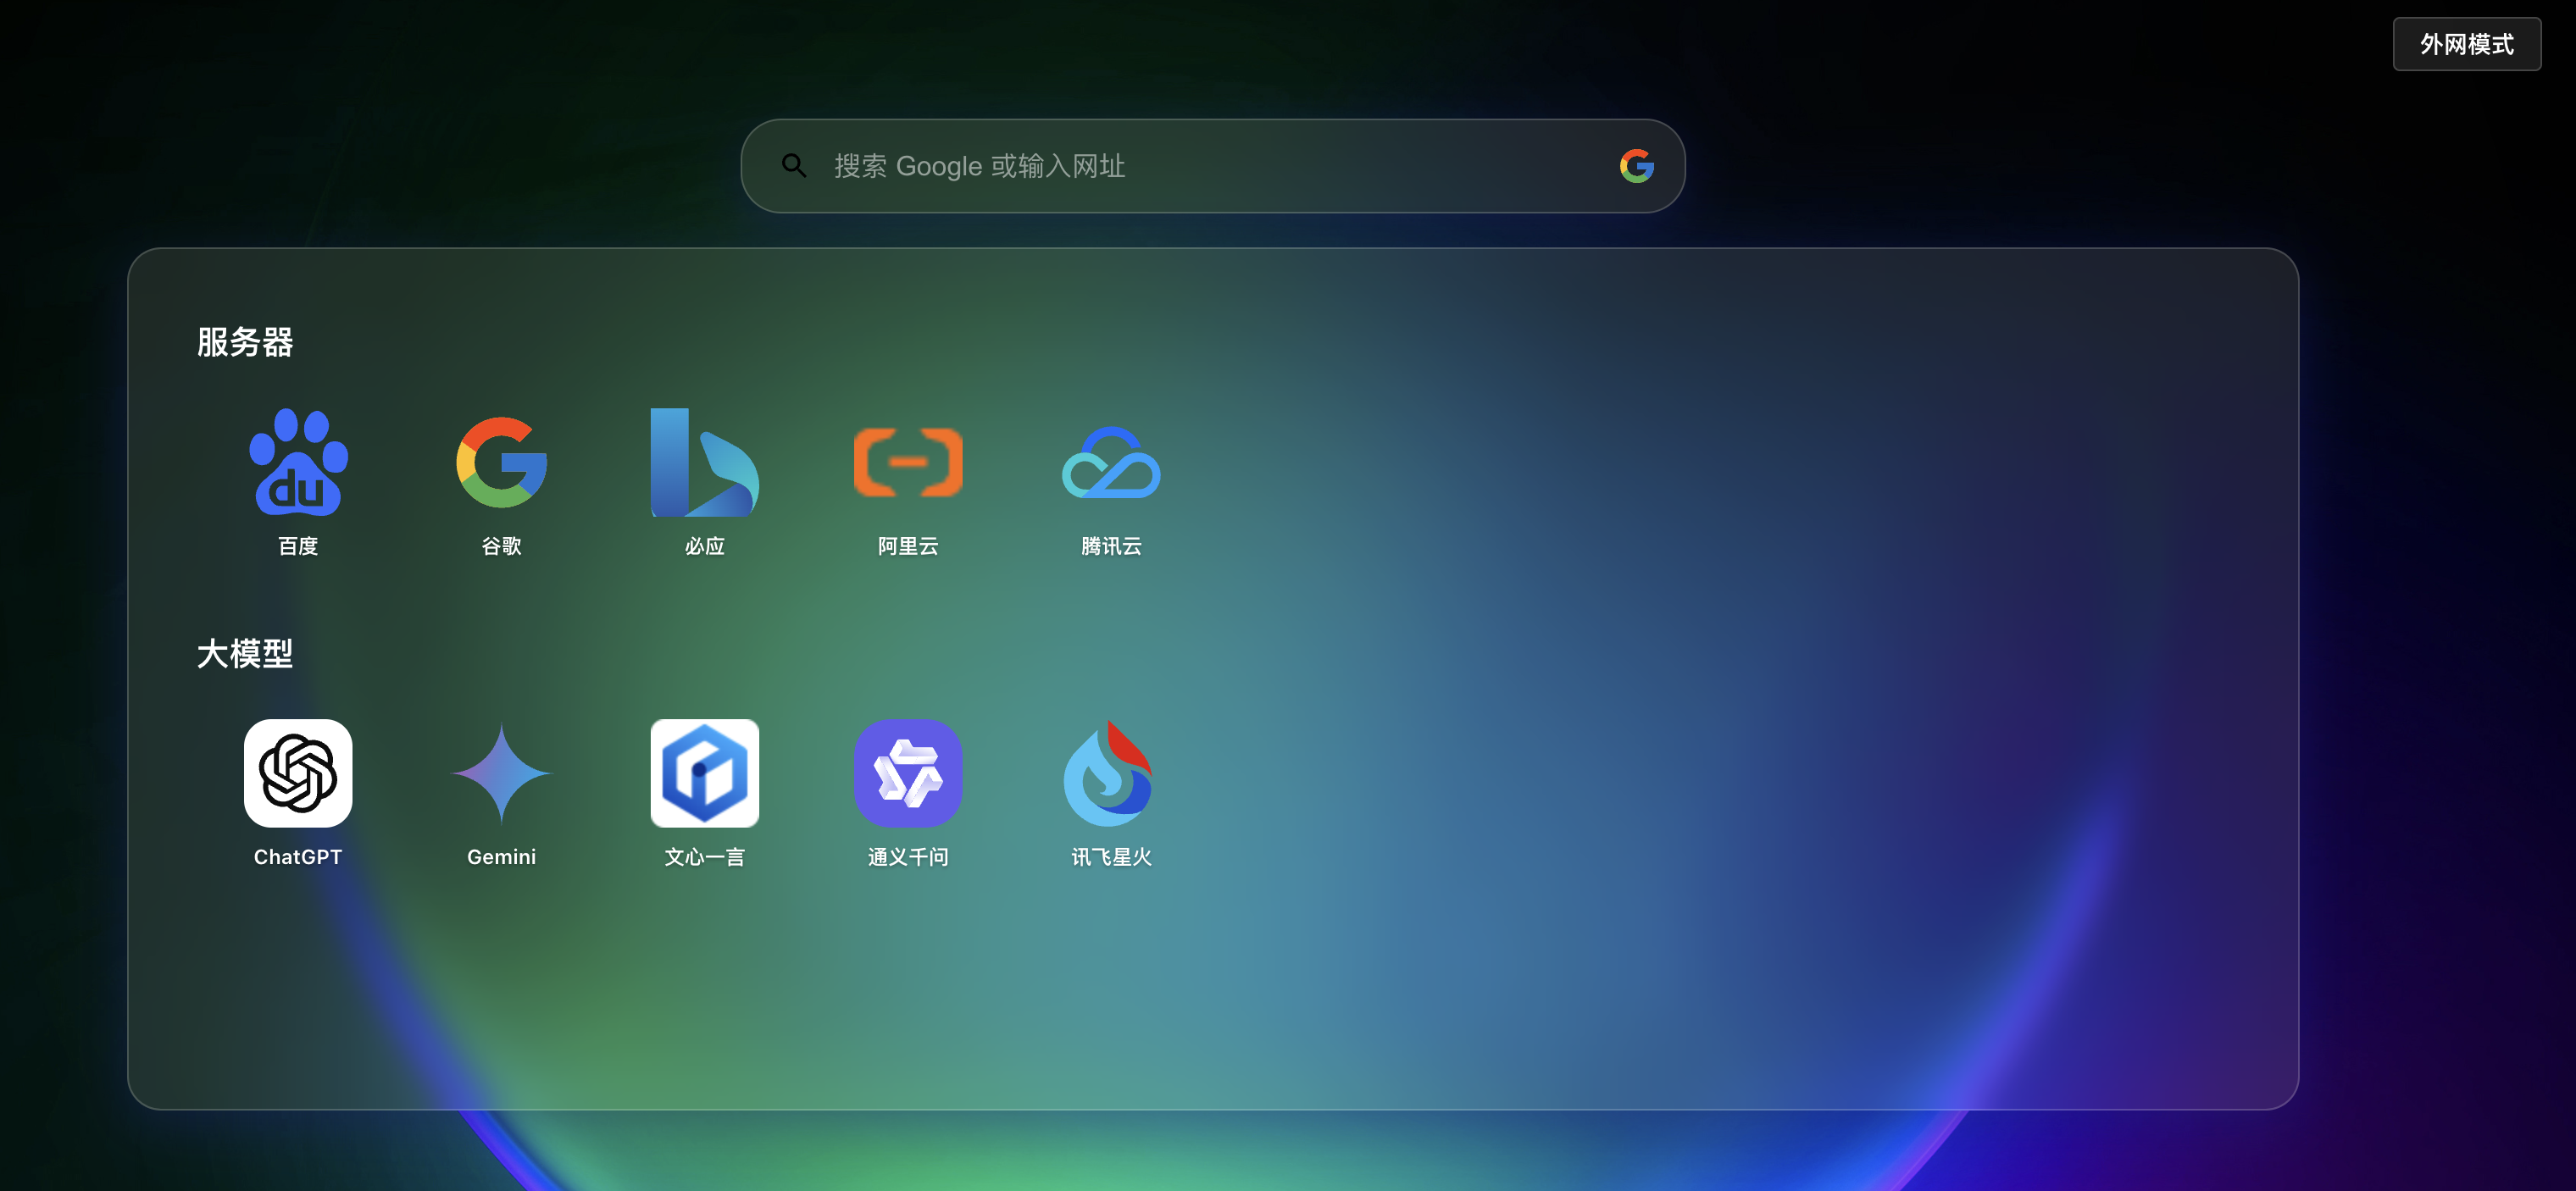 外网模式
搜索 Google 或输入网址
服务器
du
百度
谷歌
必应
阿里云
腾讯云
大模型
ChatGPT
Gemini
文心一言
通义千问
讯飞星火